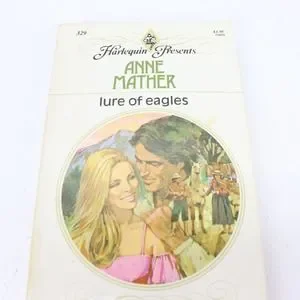 329
Harlequin Presents
ANNE
MATHER
lure of eagles